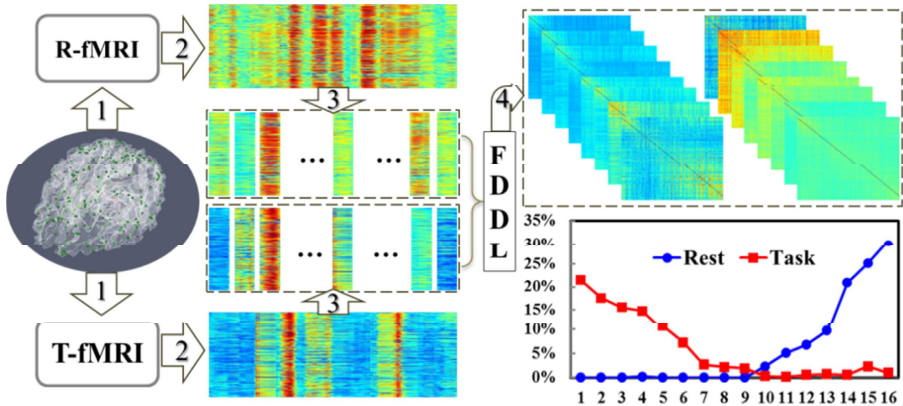 R-fMRI
2
1
3
... ...
4
F
D
D
L
... ...
1
3
T-fMRI
2
35%
30%
25%
20%
15%
10%
5%
0%
Rest
Task
1 2 3 4 5 6 7 8 9 10 11 12 13 14 15 16